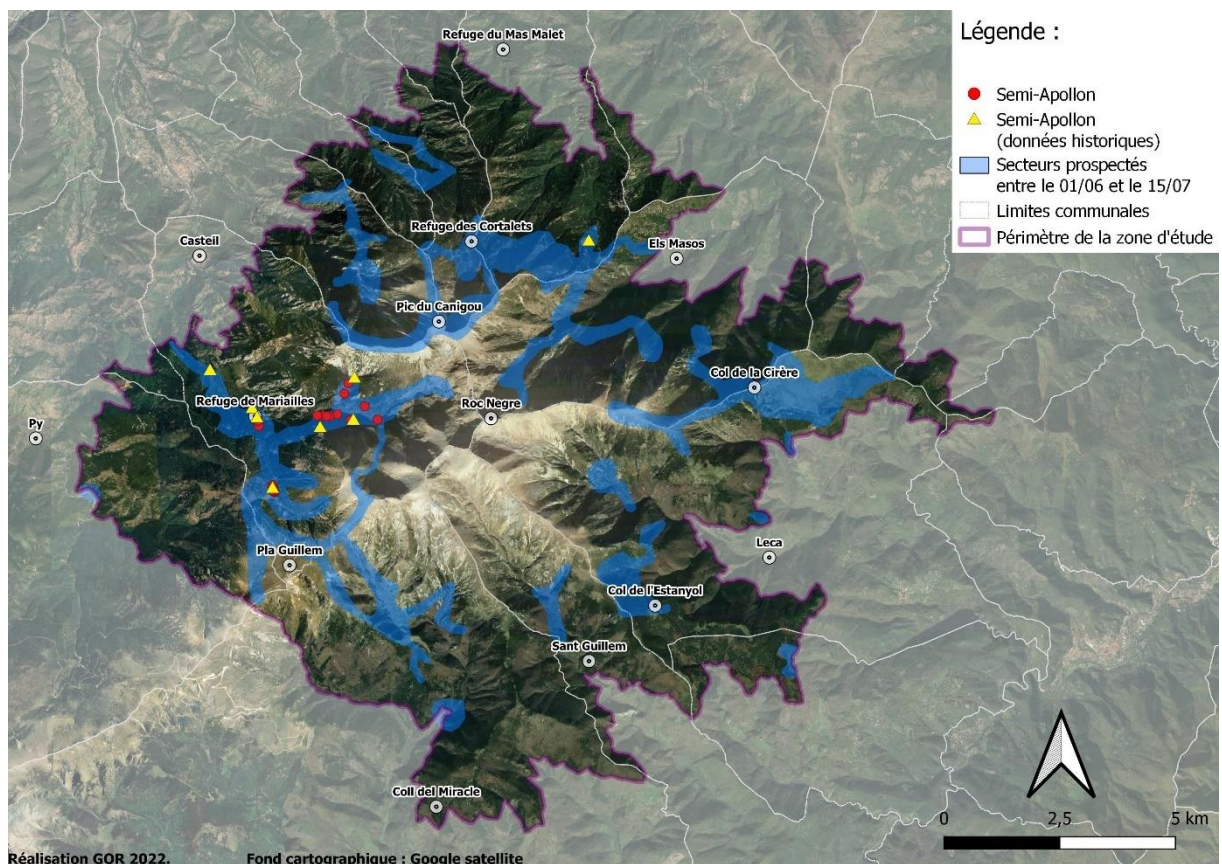 Légende :
Semi-Apollon
Semi-Apollon
(données historiques)
Secteurs prospectés
entre le 01/06 et le 15/07
Limites communales
Périmètre de la zone d'étude
Refuge du Mas Malet
Refuge des Cortalets
Casteil
Els Masos
Pic du Canigou
Col de la Cirère
Refuge de Mariailles
Roc Negre
Py
Leca
Pla Guillem
Col de l'Estanyol
Sant Guillem
Coll del Miracle
0 2,5 5 km
Réalisation GOR 2022. Fond cartographique : Google satellite